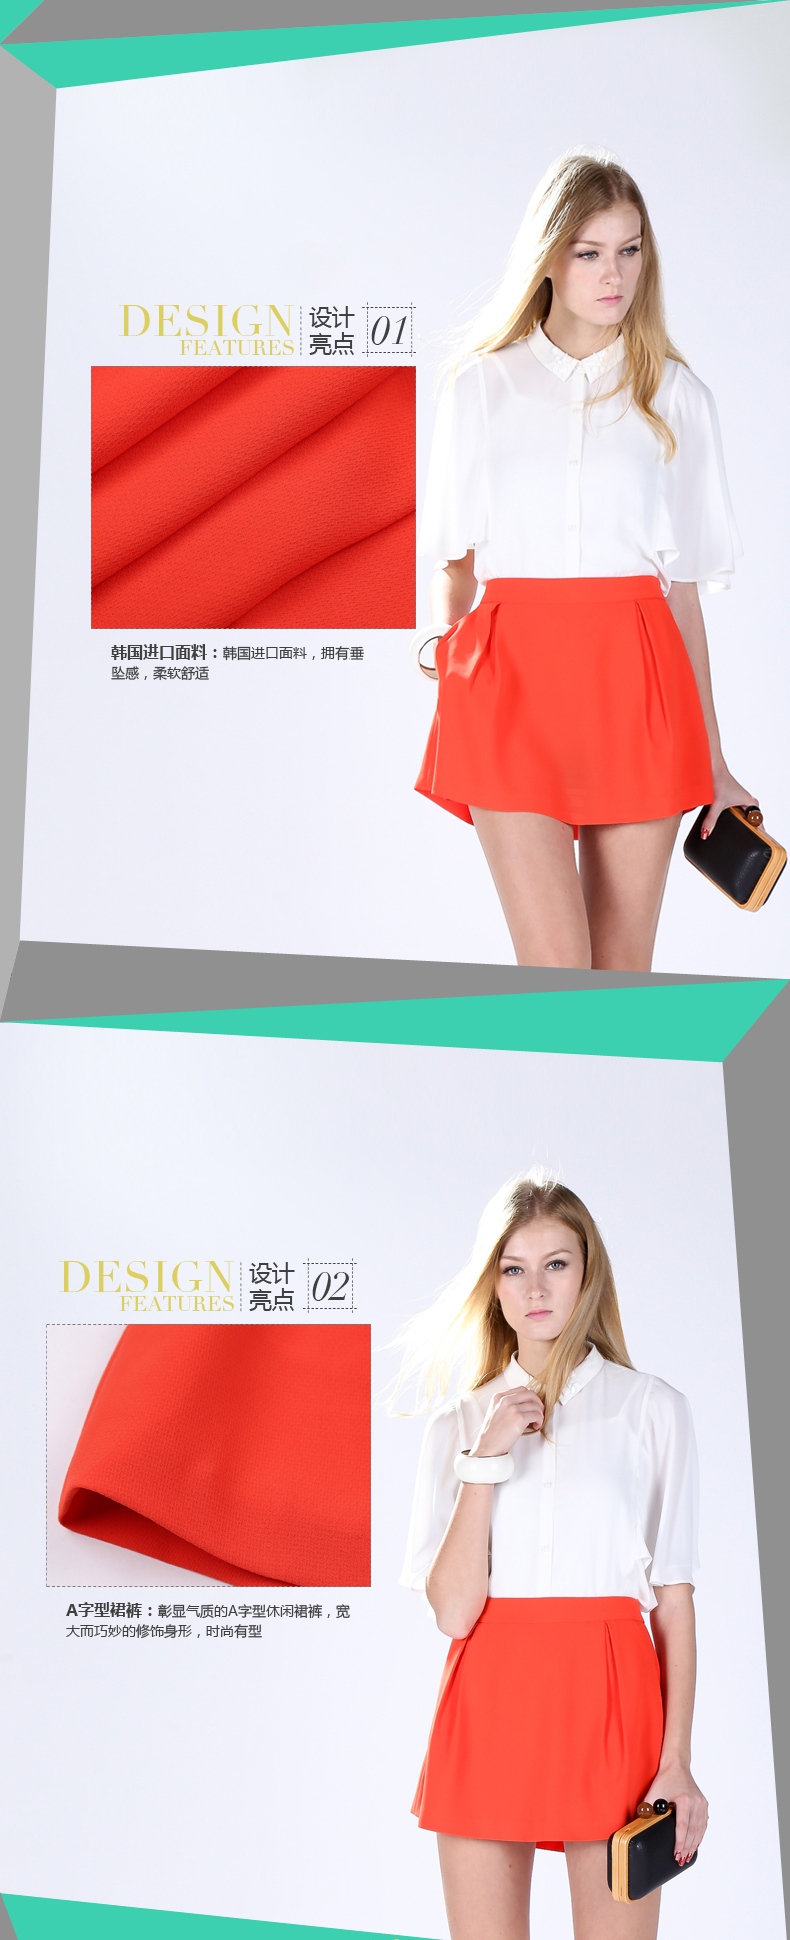 DESIGN
FEATURES
设计
亮点
01
韩国进口面料：韩国进口面料，拥有垂
坠感，柔软舒适
DESIGN
FEATURES
设计
亮点
02
A字型裙裤：彰显气质的A字型休闲裙裤，宽
大而巧妙的修饰身形，时尚有型